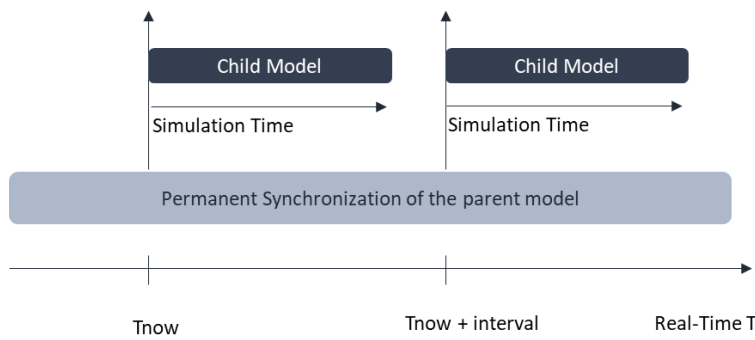 Child Model
Child Model
Simulation Time
Simulation Time
Permanent Synchronization of the parent model
Tnow
Tnow + interval
Real-Time T